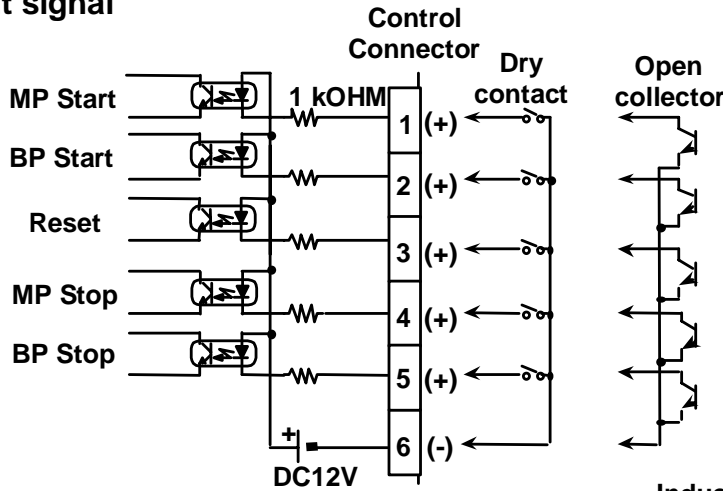 t signal
Control
Connector
Dry
contact
Open
collector
MP Start
1 kOHM
1 (+)
BP Start
2 (+)
Reset
3 (+)
MP Stop
4 (+)
BP Stop
5 (+)
+
6 (-)
DC12V
Indu